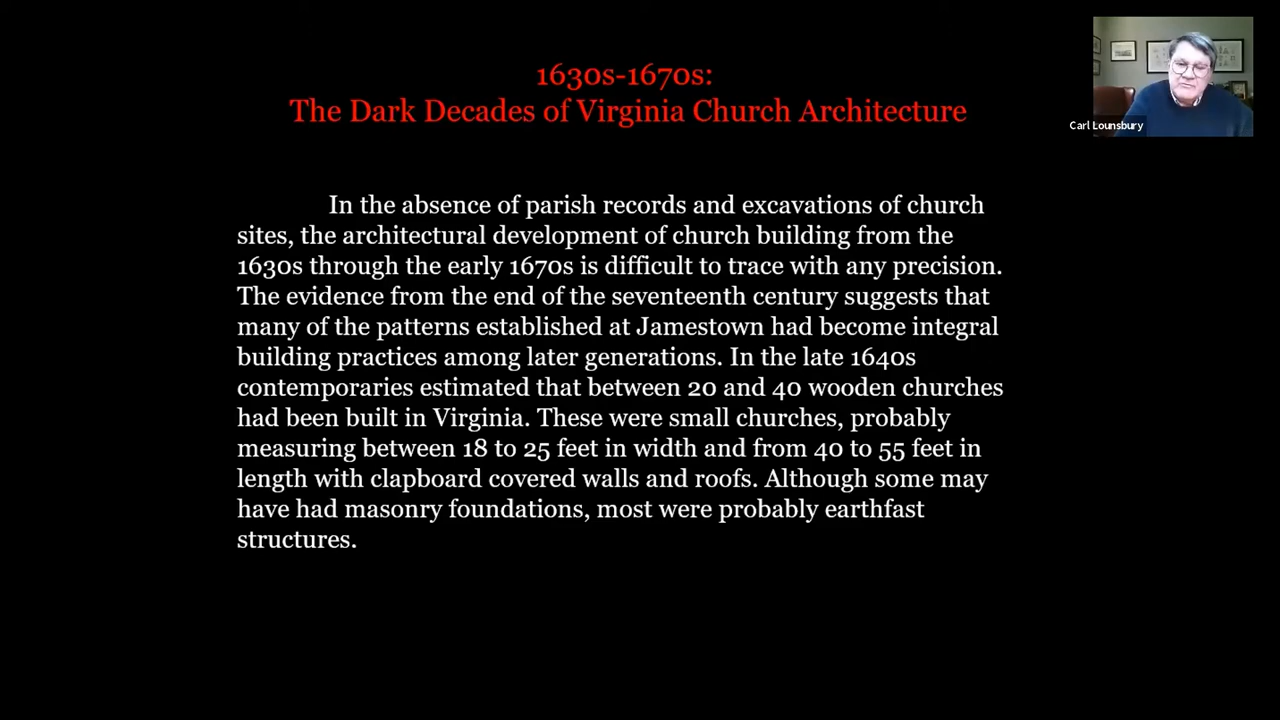 1630s-1670s:
The Dark Decades of Virginia Church Architecture
Carl Lounsbury
In the absence of parish records and excavations of church
sites, the architectural development of church building from the
1630s through the early 1670s is difficult to trace with any precision.
The evidence from the end of the seventeenth century suggests that
many of the patterns established at Jamestown had become integral
building practices among later generations. In the late 1640s
contemporaries estimated that between 20 and 40 wooden churches
had been built in Virginia. These were small churches, probably
measuring between 18 to 25 feet in width and from 40 to 55 feet in
length with clapboard covered walls and roofs. Although some may
have had masonry foundations, most were probably earthfast
structures.